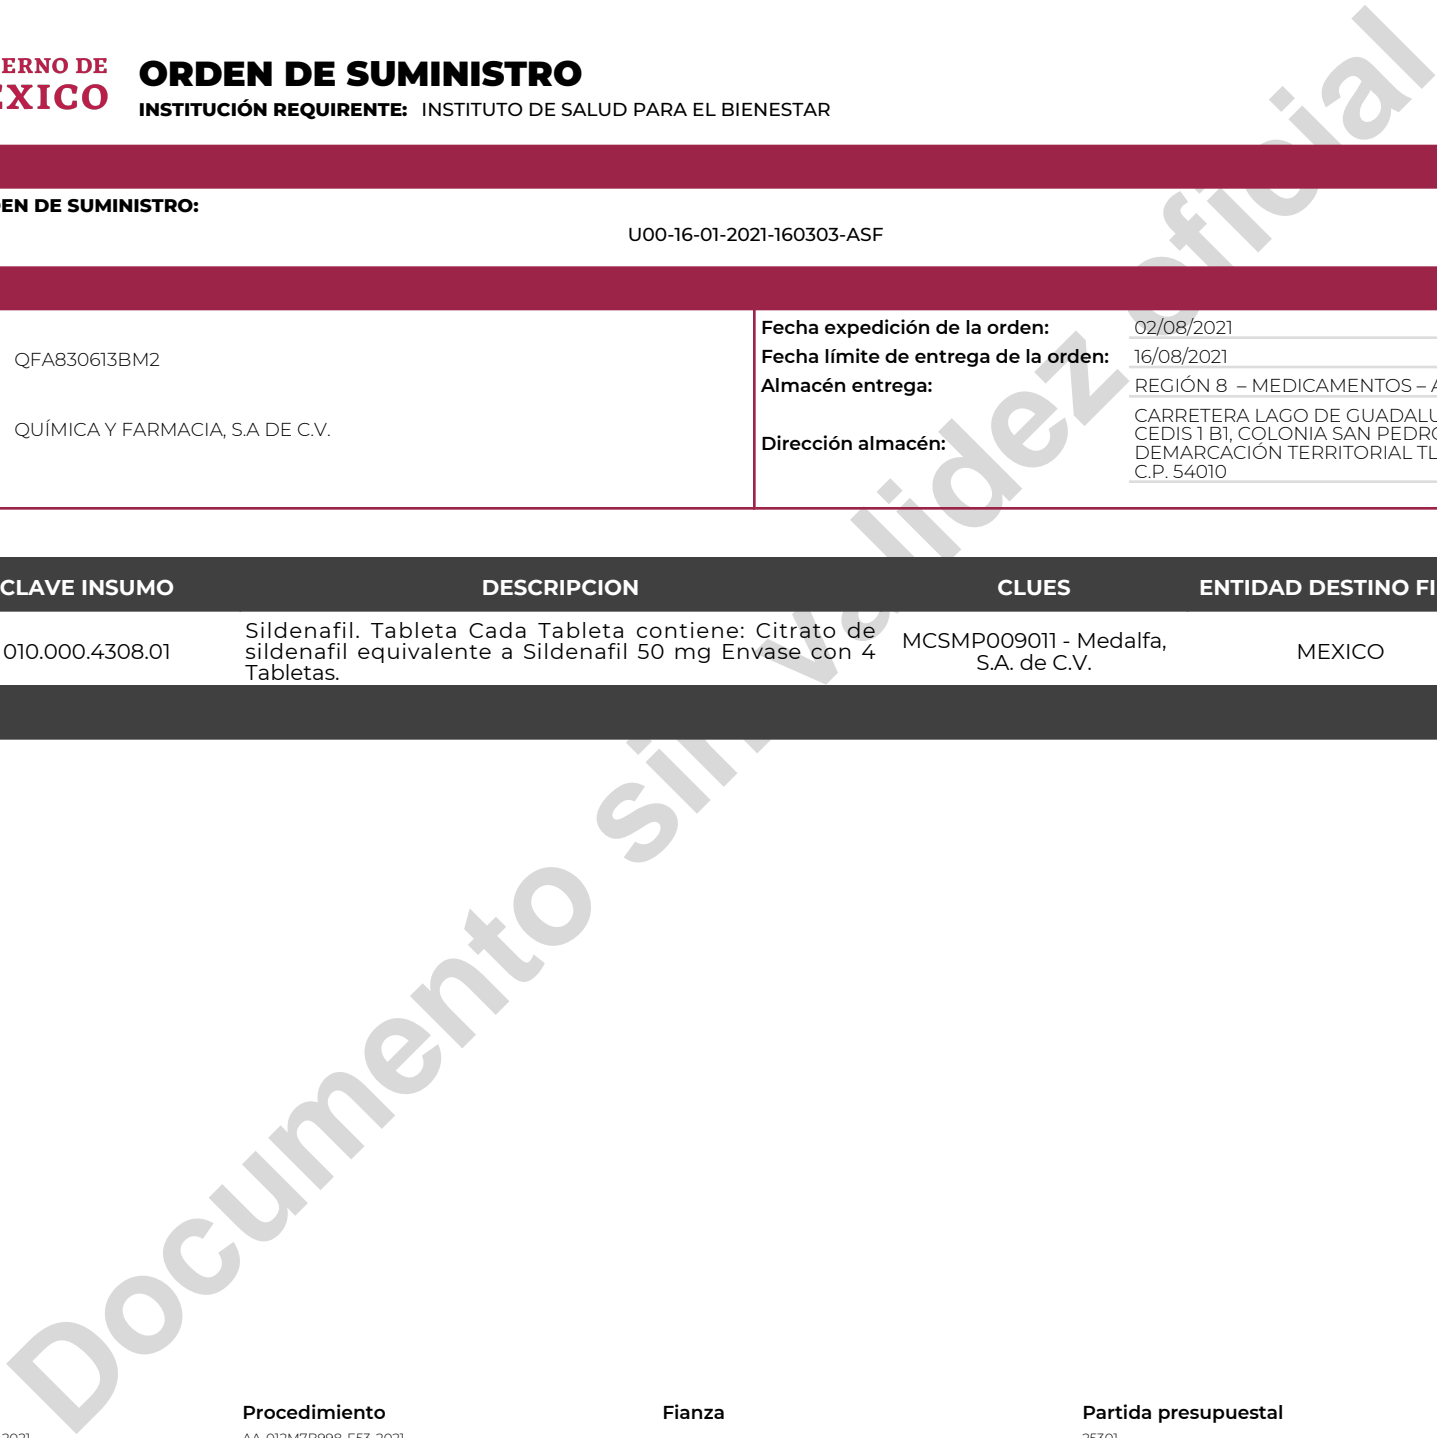 ERNO DE
ORDEN DE SUMINISTRO
EXICO
INSTITUCIÓN REQUIRENTE: INSTITUTO DE SALUD PARA EL BIENESTAR
EN DE SUMINISTRO:
U00-16-01-2021-160303-ASF
QFA830613BM2
QUÍMICA Y FARMACIA, S.A DE C.V.
Fecha expedición de la orden: 02/08/2021
Fecha límite de entrega de la orden: 16/08/2021
Almacén entrega: REGIÓN 8 – MEDICAMENTOS – A
Dirección almacén:
CARRETERA LAGO DE GUADALU
CEDIS 1 B1, COLONIA SAN PEDRO
DEMARCACIÓN TERRITORIAL TL
C.P. 54010
CLAVE INSUMO DESCRIPCION CLUES ENTIDAD DESTINO FI
010.000.4308.01
Sildenafil. Tableta Cada Tableta contiene: Citrato de
sildenafil equivalente a Sildenafil 50 mg Envase con 4
Tabletas.
MCSMP009011 - Medalfa,
S.A. de C.V.
MEXICO
Documento sin validez oficial
Procedimiento Fianza Partida presupuestal